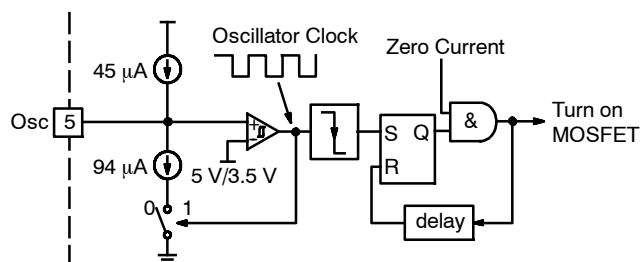 Oscillator Clock
Zero Current
45 μA
Osc 5
94 μA
5 V/3.5 V
0 1
S Q
R
&
Turn on
MOSFET
delay